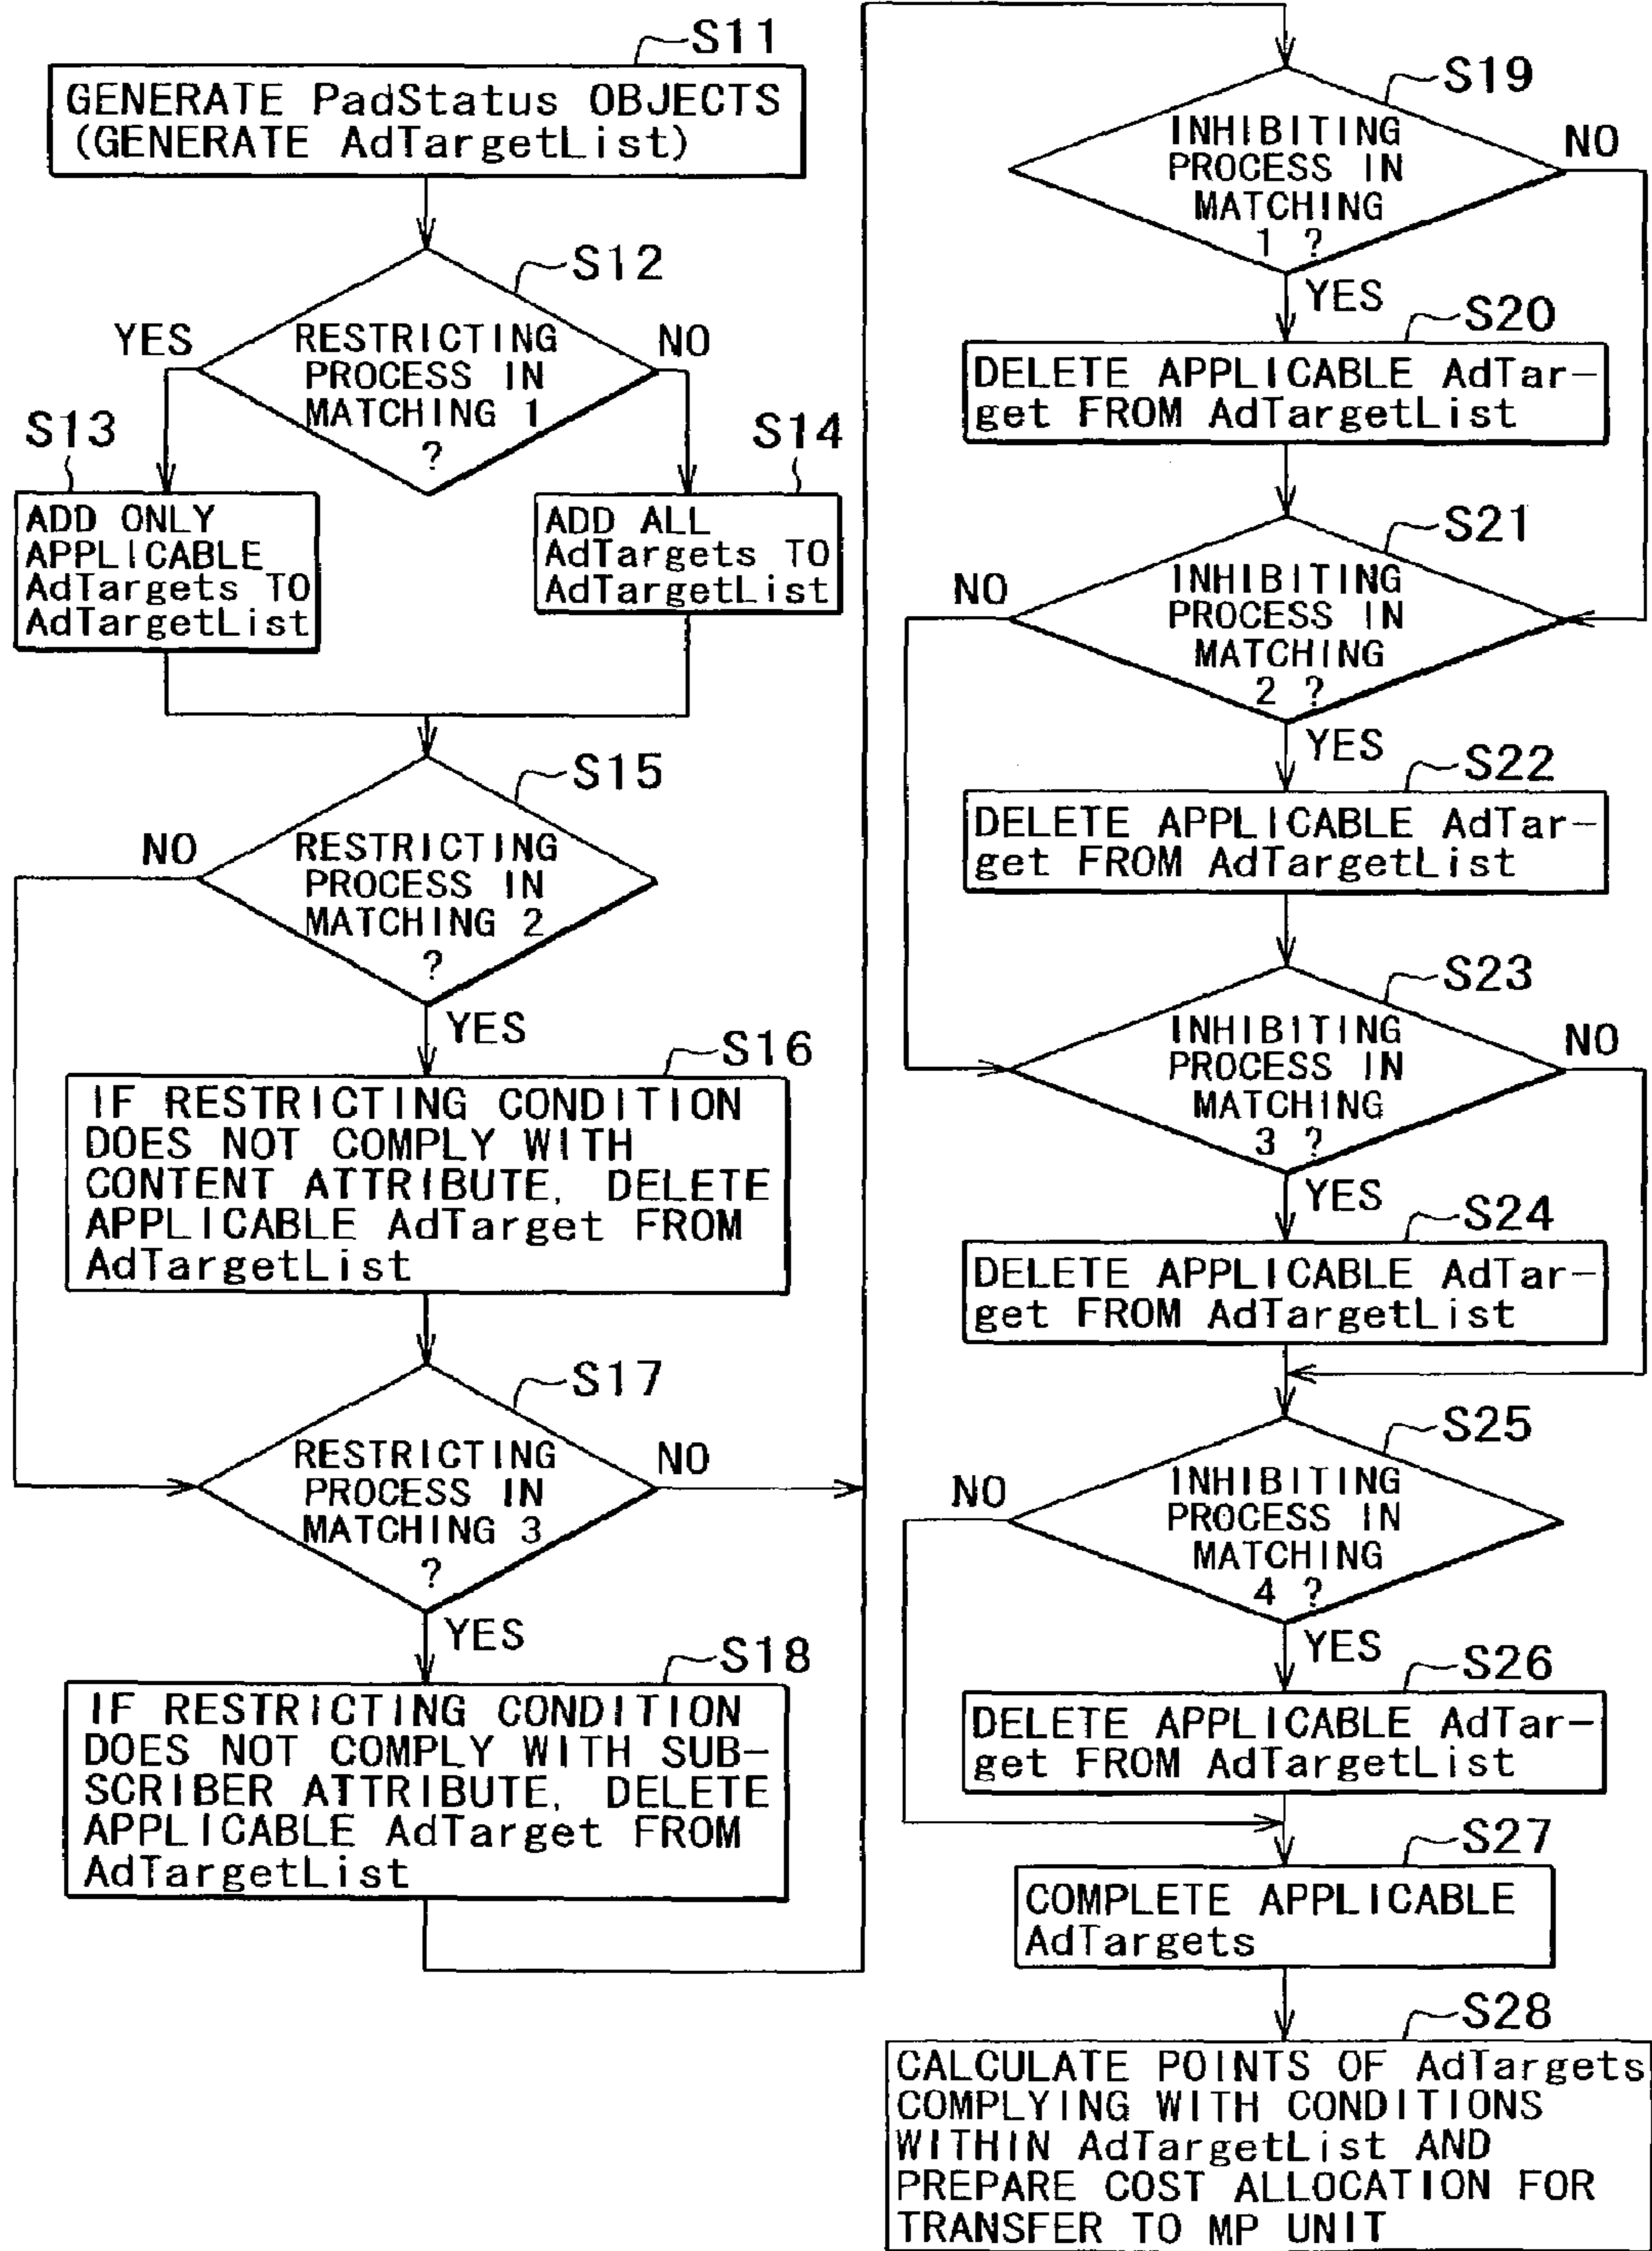 S11
GENERATE PadStatus OBJECTS
(GENERATE AdTargetList)
S12
RESTRICTING
PROCESS IN
MATCHING 1
?
YES
NO
S13
ADD ONLY
APPLICABLE
AdTargets TO
AdTargetList
S14
ADD ALL
AdTargets TO
AdTargetList
S15
RESTRICTING
PROCESS IN
MATCHING 2
?
NO
YES
S16
IF RESTRICTING CONDITION
DOES NOT COMPLY WITH
CONTENT ATTRIBUTE, DELETE
APPLICABLE AdTarget FROM
AdTargetList
S17
RESTRICTING
PROCESS IN
MATCHING 3
?
NO
YES
S18
IF RESTRICTING CONDITION
DOES NOT COMPLY WITH SUB-
SCRIBER ATTRIBUTE, DELETE
APPLICABLE AdTarget FROM
AdTargetList
S19
INHIBITING
PROCESS IN
MATCHING
1 ?
NO
YES
S20
DELETE APPLICABLE AdTar-
get FROM AdTargetList
S21
INHIBITING
PROCESS IN
MATCHING
2 ?
NO
YES
S22
DELETE APPLICABLE AdTar-
get FROM AdTargetList
S23
INHIBITING
PROCESS IN
MATCHING
3 ?
NO
YES
S24
DELETE APPLICABLE AdTar-
get FROM AdTargetList
S25
INHIBITING
PROCESS IN
MATCHING
4 ?
NO
YES
S26
DELETE APPLICABLE AdTar-
get FROM AdTargetList
S27
COMPLETE APPLICABLE
AdTargets
S28
CALCULATE POINTS OF AdTargets
COMPLYING WITH CONDITIONS
WITHIN AdTargetList AND
PREPARE COST ALLOCATION FOR
TRANSFER TO MP UNIT